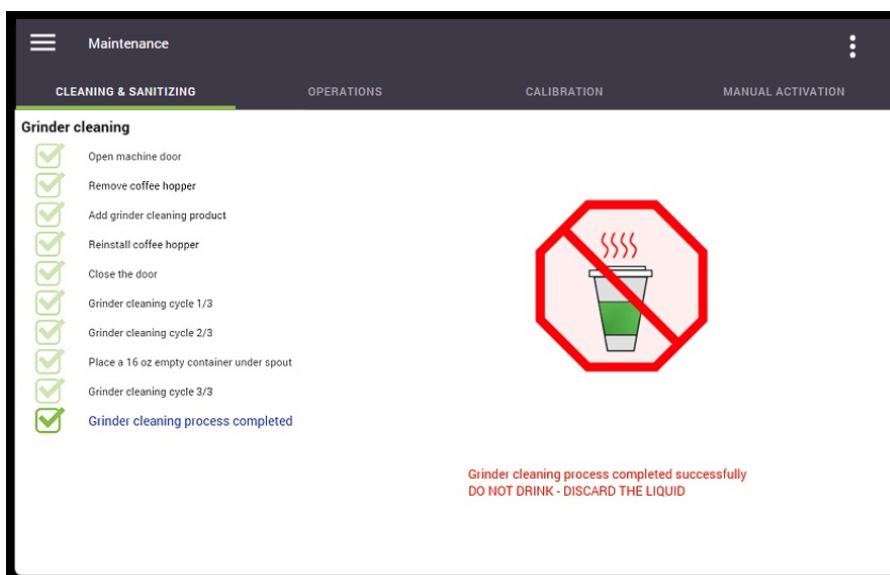 Maintenance
CLEANING & SANITIZING
OPERATIONS
CALIBRATION
MANUAL ACTIVATION
Grinder cleaning
Open machine door
Remove coffee hopper
Add grinder cleaning product
Reinstall coffee hopper
Close the door
Grinder cleaning cycle 1/3
Grinder cleaning cycle 2/3
Place a 16 oz empty container under spout
Grinder cleaning cycle 3/3
Grinder cleaning process completed
Grinder cleaning process completed successfully
DO NOT DRINK - DISCARD THE LIQUID